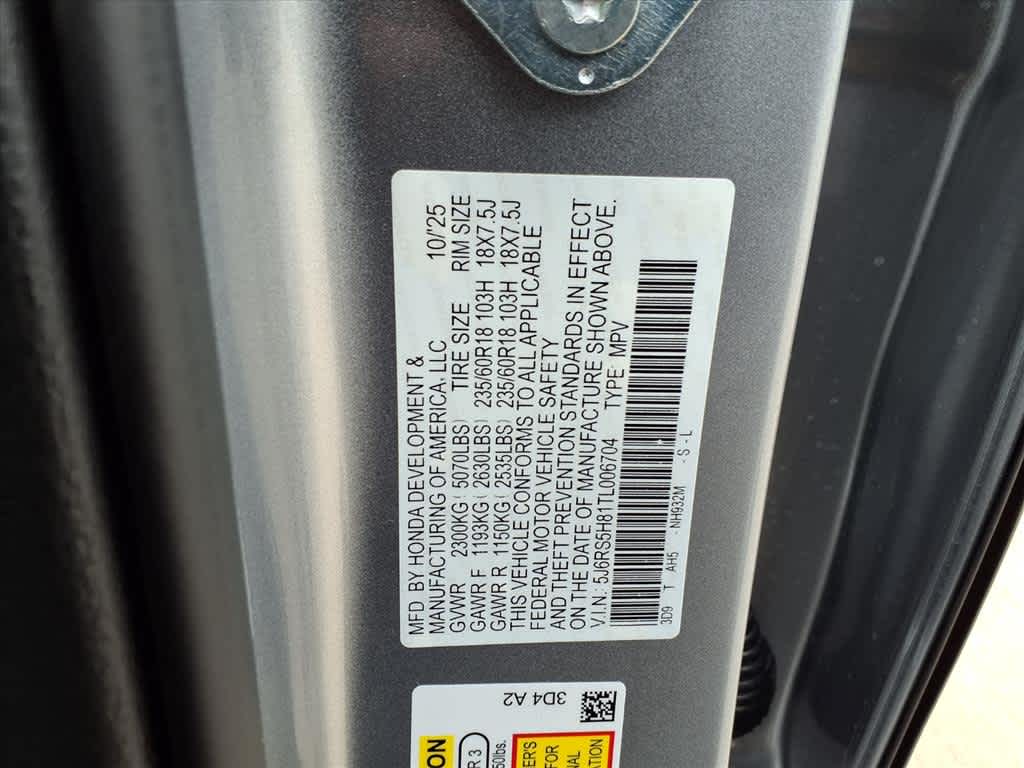 MFD BY HONDA DEVELOPMENT &
MANUFACTURING OF AMERICA, LLC 10/'25
GVWR 2300KG ( 5070LBS) TIRE SIZE RIM SIZE
GAWR F 1193KG ( 2630LBS) 235/60R18 103H 18X7.5J
GAWR R 1150KG ( 2535LBS) 235/60R18 103H 18X7.5J
THIS VEHICLE CONFORMS TO ALL APPLICABLE
FEDERAL MOTOR VEHICLE SAFETY
AND THEFT PREVENTION STANDARDS IN EFFECT
ON THE DATE OF MANUFACTURE SHOWN ABOVE.
V.I.N: 5J6RS5H81TL006704 TYPE: MPV
3D9 T AH5 - NH932M - S - L
3D4 A2